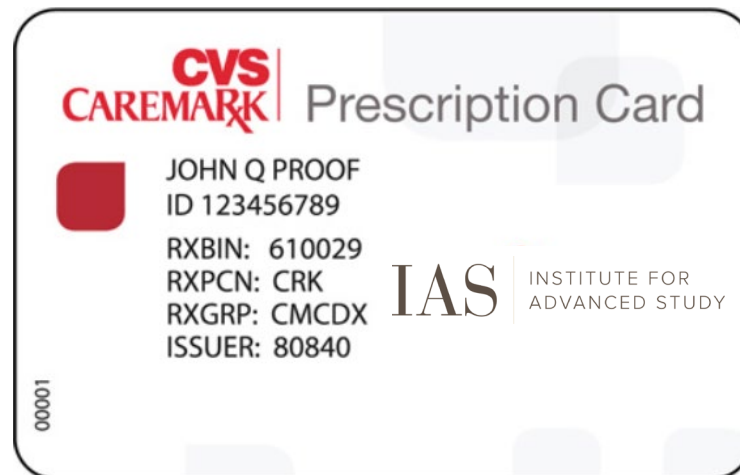 CVS
CAREMARK Prescription Card
JOHN Q PROOF
ID 123456789
RXBIN: 610029
RXPCN: CRK
RXGRP: CMCDX
ISSUER: 80840
IAS INSTITUTE FOR
ADVANCED STUDY
00001